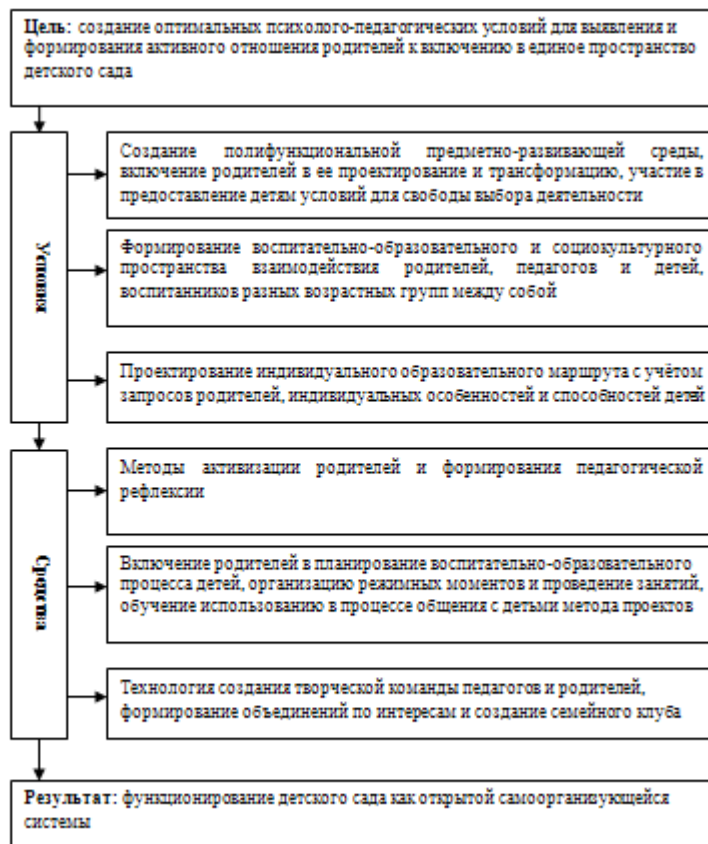 Цель: создание оптимальных психолого-педагогических условий для выявления и
формирования активного отношения родителей к включению в единое пространство
детского сада
Условия
Создание полифункциональной предметно-развивающей среды,
включение родителей в ее проектирование и трансформацию, участие в
предоставление детям условий для свободы выбора деятельности
Формирование воспитательно-образовательного и социокультурного
пространства взаимодействия родителей, педагогов и детей,
воспитанников разных возрастных групп между собой
Проектирование индивидуального образовательного маршрута с учётом
запросов родителей, индивидуальных особенностей и способностей детей
Средства
Методы активизации родителей и формирования педагогической
рефлексии
Включение родителей в планирование воспитательно-образовательного
процесса детей, организацию режимных моментов и проведение занятий,
обучение использованию в процессе общения с детьми метода проектов
Технология создания творческой команды педагогов и родителей,
формирование объединений по интересам и создание семейного клуба
Результат: функционирование детского сада как открытой самоорганизующейся
системы